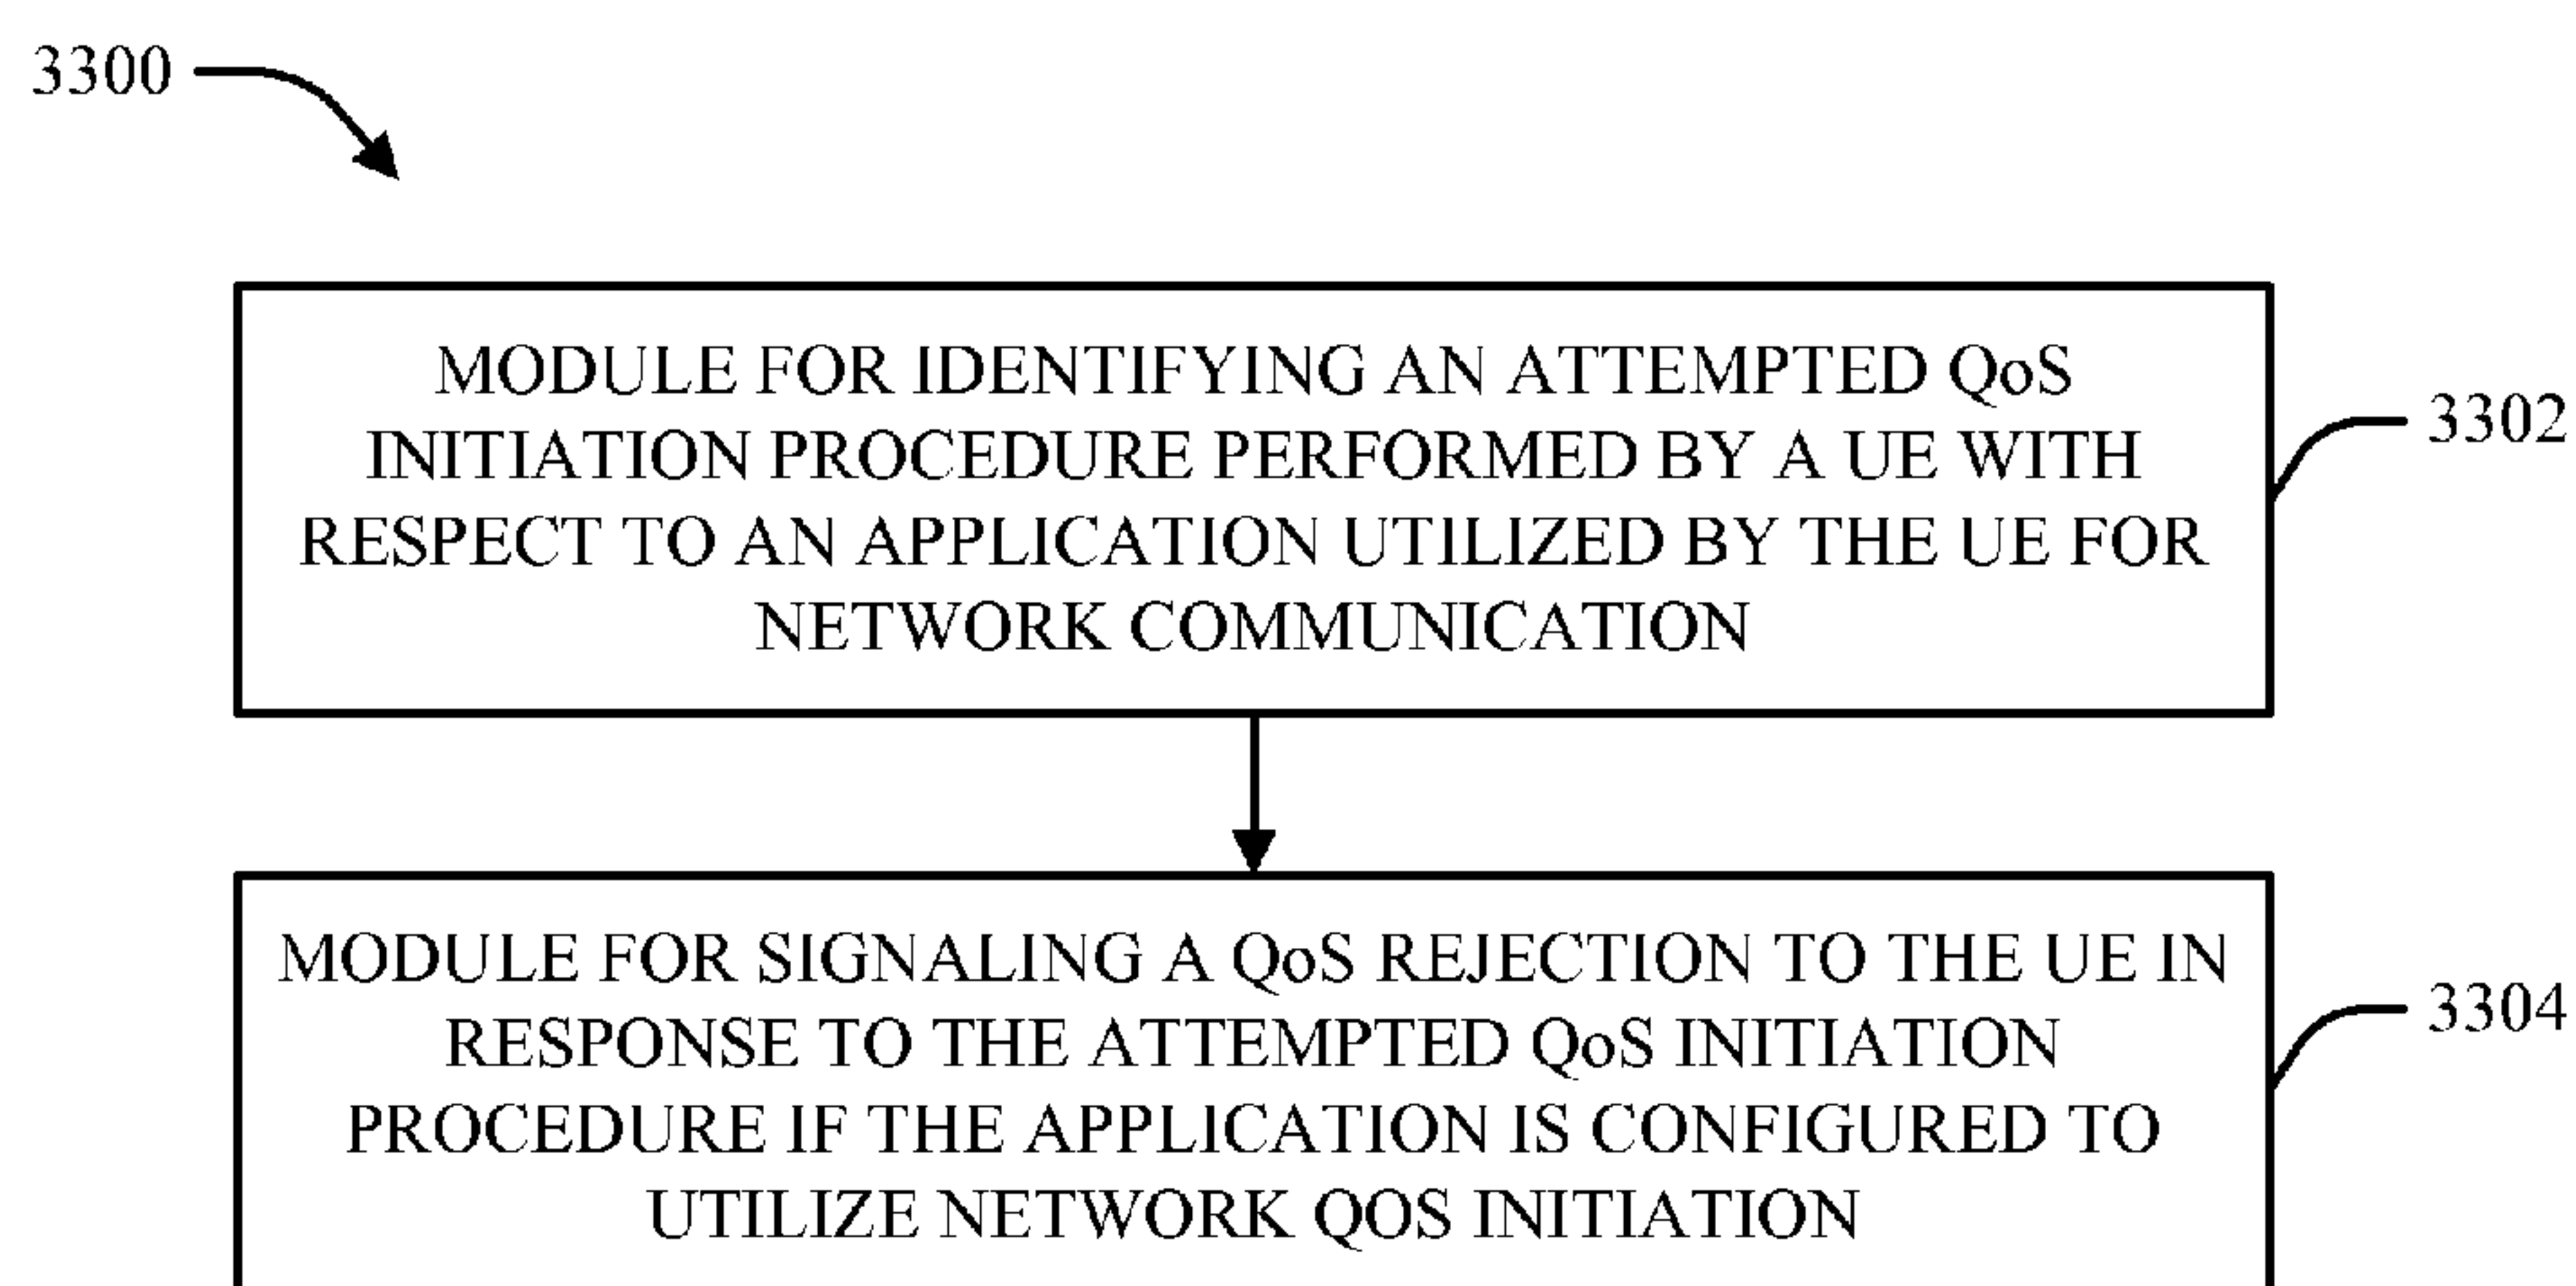 3300
MODULE FOR IDENTIFYING AN ATTEMPTED QoS
INITIATION PROCEDURE PERFORMED BY A UE WITH
RESPECT TO AN APPLICATION UTILIZED BY THE UE FOR
NETWORK COMMUNICATION
3302
MODULE FOR SIGNALING A QoS REJECTION TO THE UE IN
RESPONSE TO THE ATTEMPTED QoS INITIATION
PROCEDURE IF THE APPLICATION IS CONFIGURED TO
UTILIZE NETWORK QOS INITIATION
3304